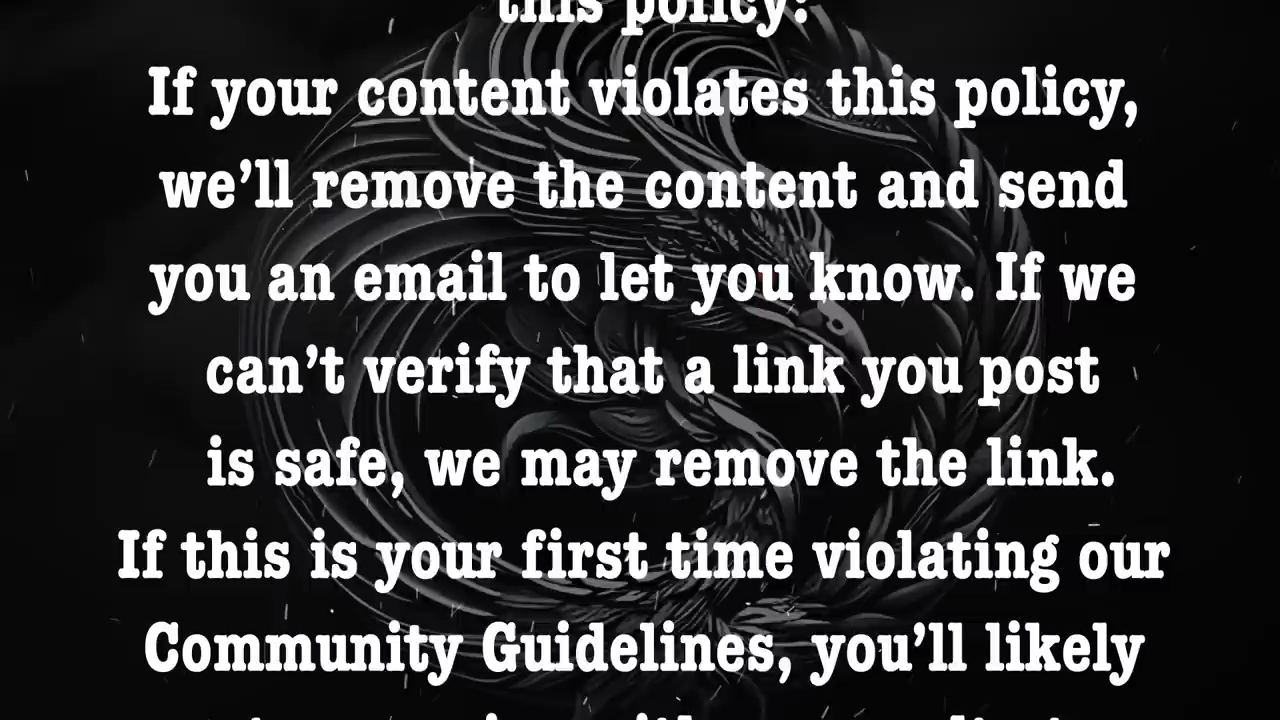 this policy:
If your content violates this policy,
we’ll remove the content and send
you an email to let you know. If we
can’t verify that a link you post
is safe, we may remove the link.
If this is your first time violating our
Community Guidelines, you’ll likely